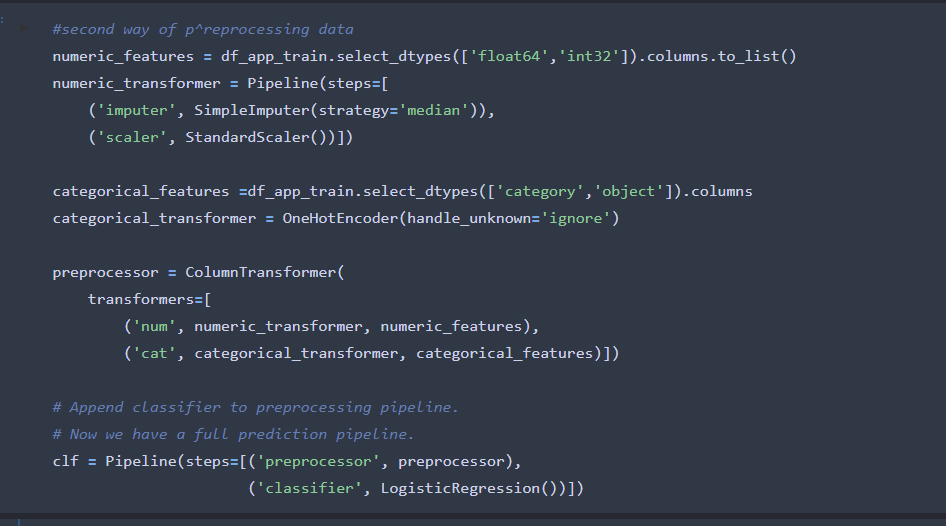 #second way of p^reprocessing data
numeric_features = df_app_train.select_dtypes(['float64','int32']).columns.to_list()
numeric_transformer = Pipeline(steps=[
    ('imputer', SimpleImputer(strategy='median')),
    ('scaler', StandardScaler())])
categorical_features =df_app_train.select_dtypes(['category','object']).columns
categorical_transformer = OneHotEncoder(handle_unknown='ignore')
preprocessor = ColumnTransformer(
    transformers=[
        ('num', numeric_transformer, numeric_features),
        ('cat', categorical_transformer, categorical_features)])
# Append classifier to preprocessing pipeline.
# Now we have a full prediction pipeline.
clf = Pipeline(steps=[('preprocessor', preprocessor),
                      ('classifier', LogisticRegression())])